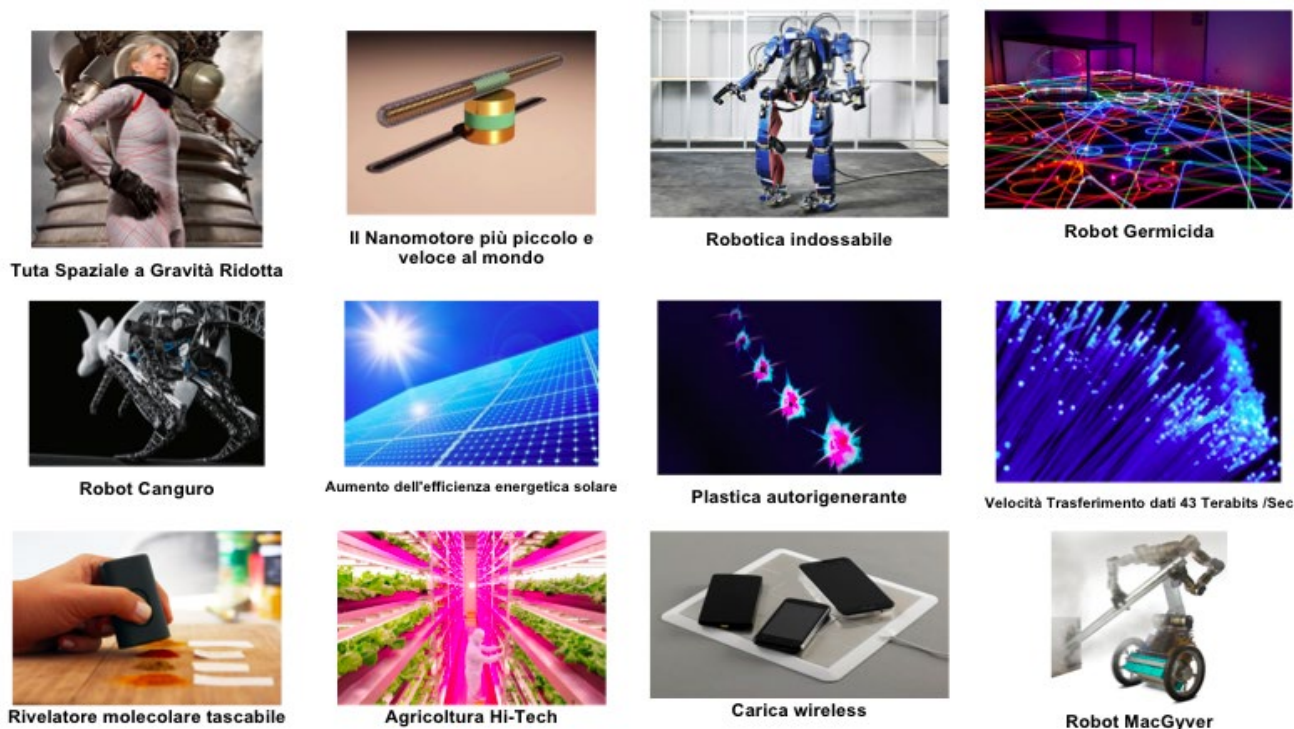 Tuta Spaziale a Gravità Ridotta
Il Nanomotore più piccolo e
veloce al mondo
Robotica indossabile
Robot Germicida
Robot Canguro
Aumento dell'efficienza energetica solare
Plastica autorigenerante
Velocità Trasferimento dati 43 Terabits /Sec
Rivelatore molecolare tascabile
Agricoltura Hi-Tech
Carica wireless
Robot MacGyver